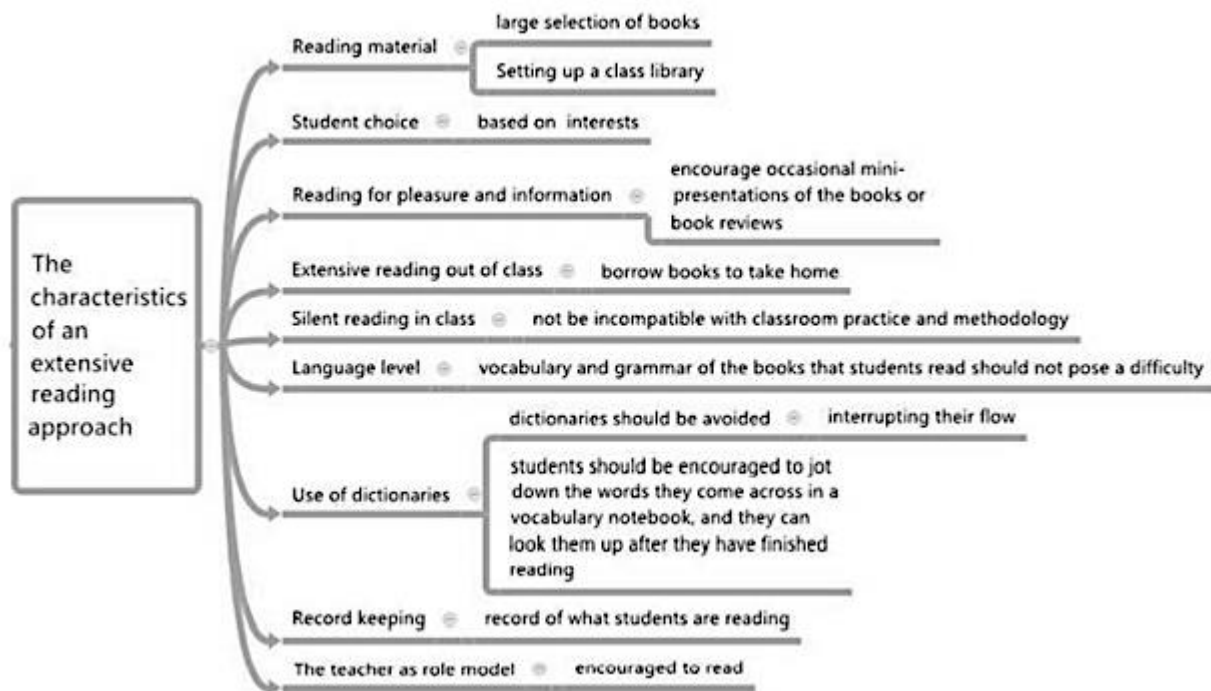 The
characteristics
of an
extensive
reading
approach
Reading material
large selection of books
Setting up a class library
Student choice
based on interests
Reading for pleasure and information
encourage occasional mini-
presentations of the books or
book reviews
Extensive reading out of class
borrow books to take home
Silent reading in class
not be incompatible with classroom practice and methodology
Language level
vocabulary and grammar of the books that students read should not pose a difficulty
Use of dictionaries
dictionaries should be avoided
interrupting their flow
students should be encouraged to jot
down the words they come across in a
vocabulary notebook, and they can
look them up after they have finished
reading
Record keeping
record of what students are reading
The teacher as role model
encouraged to read